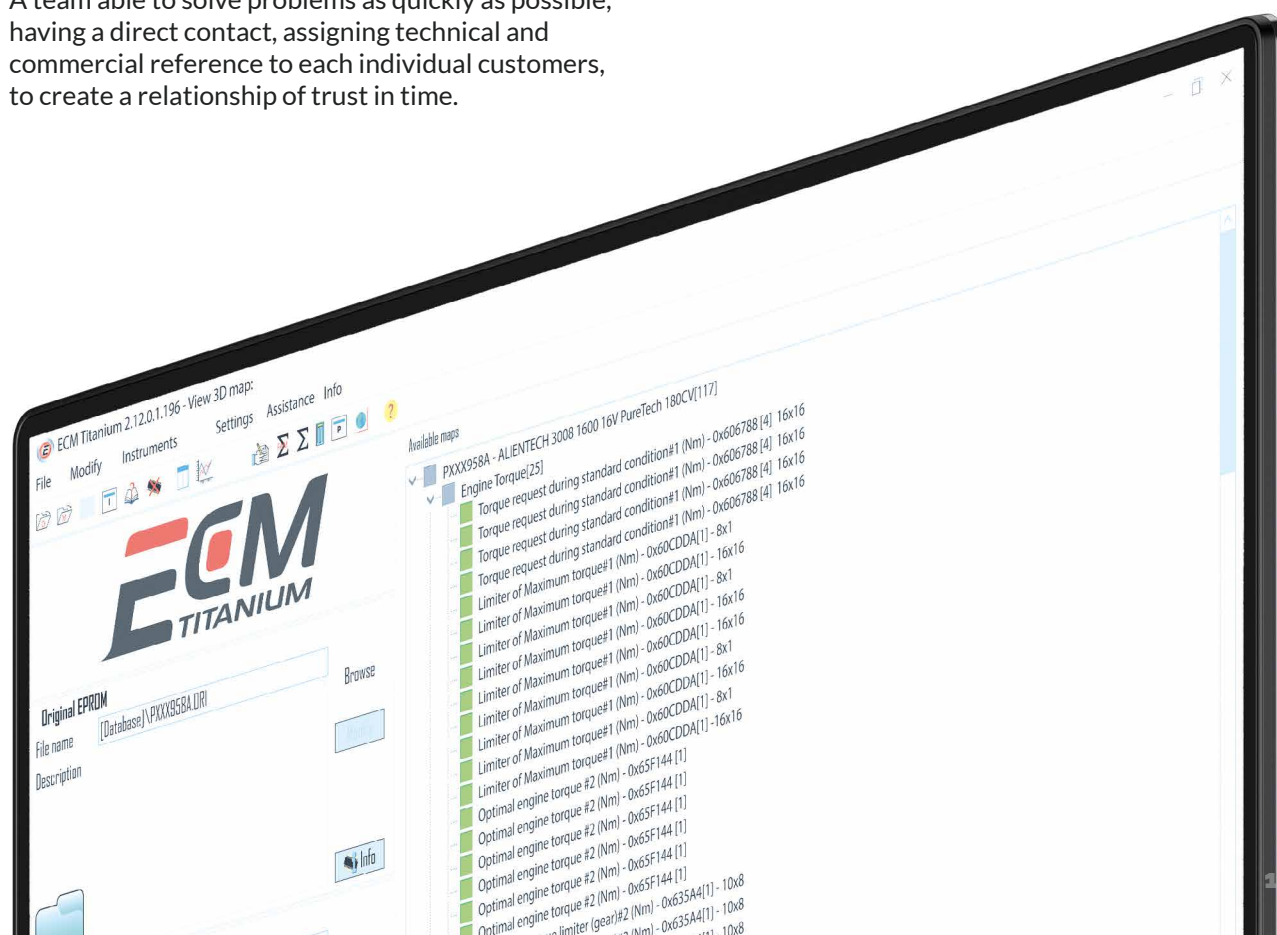 A team able to solve problems as quickly as possible,
having a direct contact, assigning technical and
commercial reference to each individual customers,
to create a relationship of trust in time.
ECM Titanium 2.12.0.1.196 - View 3D map:
File Modify Instruments Settings Assistance Info
ECM
TITANIUM
Original EPROM
File name [Database]\PXXX958A.ORI
Browse
Description
Info
Available maps
PXXX958A - ALIENTECH 3008 1600 16V PureTech 180CV[117]
Engine Torque[25]
Torque request during standard condition#1 (Nm) - 0x606788 [4] 16x16
Torque request during standard condition#1 (Nm) - 0x606788 [4] 16x16
Torque request during standard condition#1 (Nm) - 0x606788 [4] 16x16
Torque request during standard condition#1 (Nm) - 0x606788 [4] 16x16
Limiter of Maximum torque#1 (Nm) - 0x60CDDA[1] - 8x1
Limiter of Maximum torque#1 (Nm) - 0x60CDDA[1] - 16x16
Limiter of Maximum torque#1 (Nm) - 0x60CDDA[1] - 8x1
Limiter of Maximum torque#1 (Nm) - 0x60CDDA[1] - 16x16
Limiter of Maximum torque#1 (Nm) - 0x60CDDA[1] - 16x16
Limiter of Maximum torque#1 (Nm) - 0x60CDDA[1] - 8x1
Limiter of Maximum torque#1 (Nm) - 0x60CDDA[1] - 16x16
Limiter of Maximum torque#1 (Nm) - 0x60CDDA[1] - 8x1
Limiter of Maximum torque#1 (Nm) - 0x60CDDA[1] -16x16
Optimal engine torque #2 (Nm) - 0x65F144 [1]
Optimal engine torque #2 (Nm) - 0x65F144 [1]
Optimal engine torque #2 (Nm) - 0x65F144 [1]
Optimal engine torque #2 (Nm) - 0x65F144 [1]
Optimal engine torque #2 (Nm) - 0x65F144 [1]
limiter (gear)#2 (Nm) - 0x635A4[1] - 10x8
(Nm) - 0x635A4[1] - 10x8
10x8